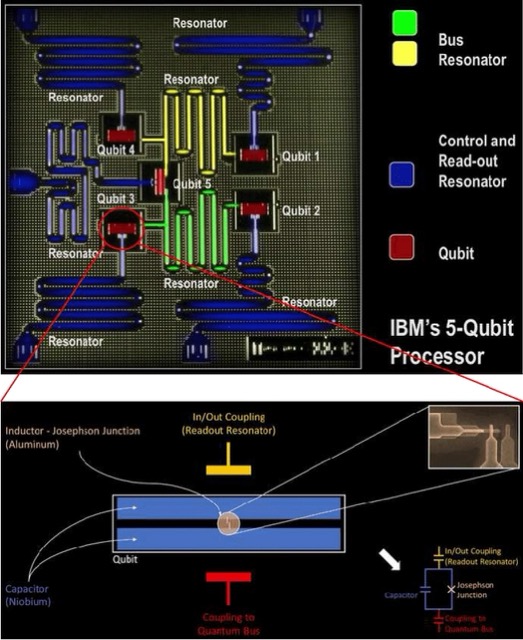 Resonator
Bus
Resonator
Resonator
Resonator
Qubit 4
Qubit 1
Control and
Read-out
Resonator
Qubit 5
Qubit 3
Qubit 2
Qubit
Resonator
Resonator
Resonator
Resonator
IBM's 5-Qubit
Processor
In/Out Coupling
(Readout Resonator)
Inductor - Josephson Junction
(Aluminum)
Qubit
In/Out Coupling
(Readout Resonator)
Capacitor
(Niobium)
Capacitor
Josephson
Junction
Coupling to
Quantum Bus
Coupling to
Quantum Bus